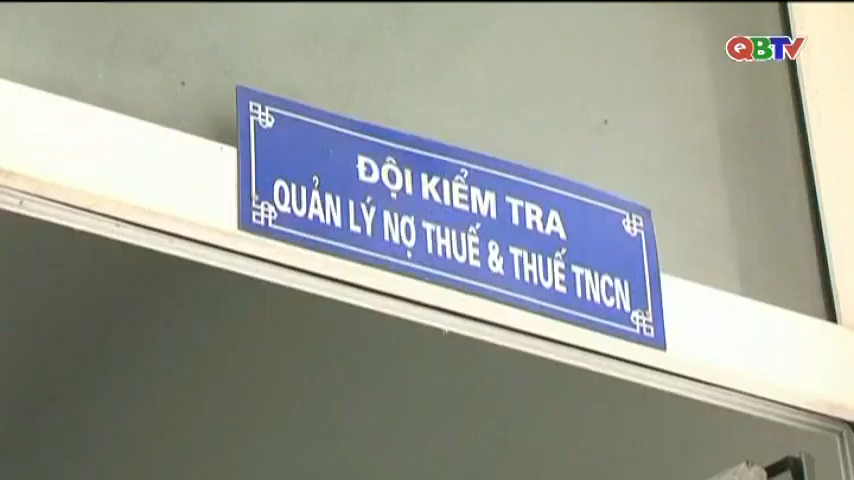 QBTV
ĐỘI KIỂM TRA
QUẢN LÝ NỢ THUẾ & THUẾ TNCN